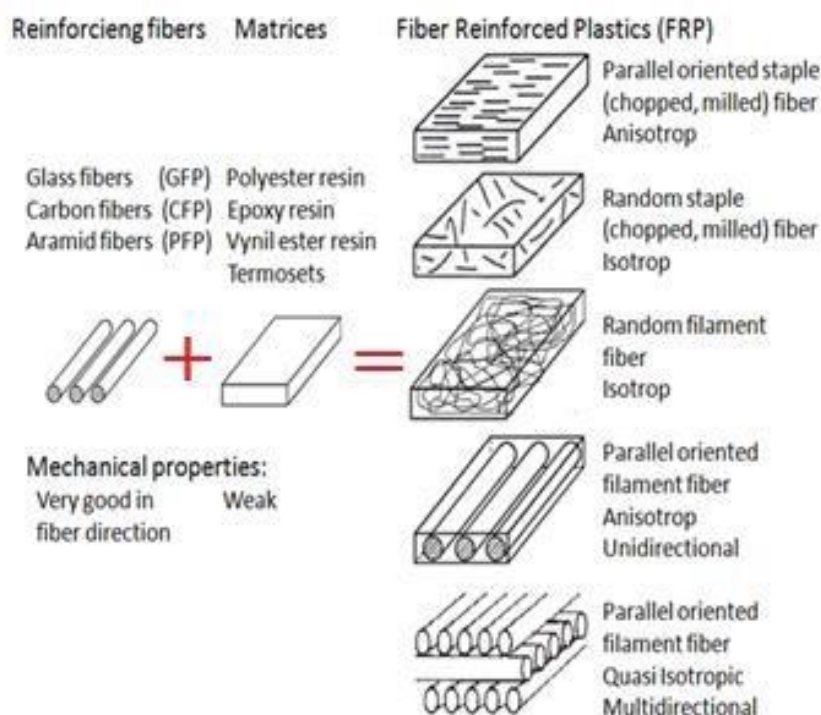 Reinforcieng fibers Matrices Fiber Reinforced Plastics (FRP)
Parallel oriented staple
(chopped, milled) fiber
Anisotrop
Glass fibers (GFP) Polyester resin
Carbon fibers (CFP) Epoxy resin
Aramid fibers (PFP) Vynil ester resin
Termosets
Random staple
(chopped, milled) fiber
Isotrop
Random filament
fiber
Isotrop
Mechanical properties:
Very good in Weak
fiber direction
Parallel oriented
filament fiber
Anisotrop
Unidirectional
Parallel oriented
filament fiber
Quasi Isotropic
Multidirectional